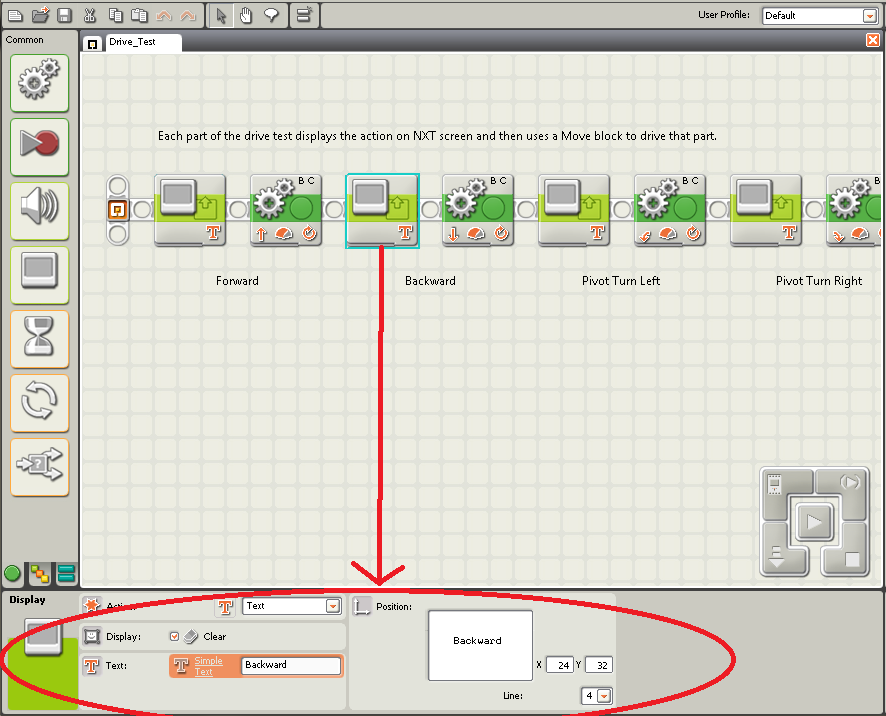 User Profile: Default
Common
Drive_Test
Each part of the drive test displays the action on NXT screen and then uses a Move block to drive that part.
B C
B C
B C
B
T
T
T
T
Forward
Backward
Pivot Turn Left
Pivot Turn Right
?
Display
T Text
Position:
Display: Clear
Backward
T Text: T Simple Text Backward
X 24 Y 32
Line: 4